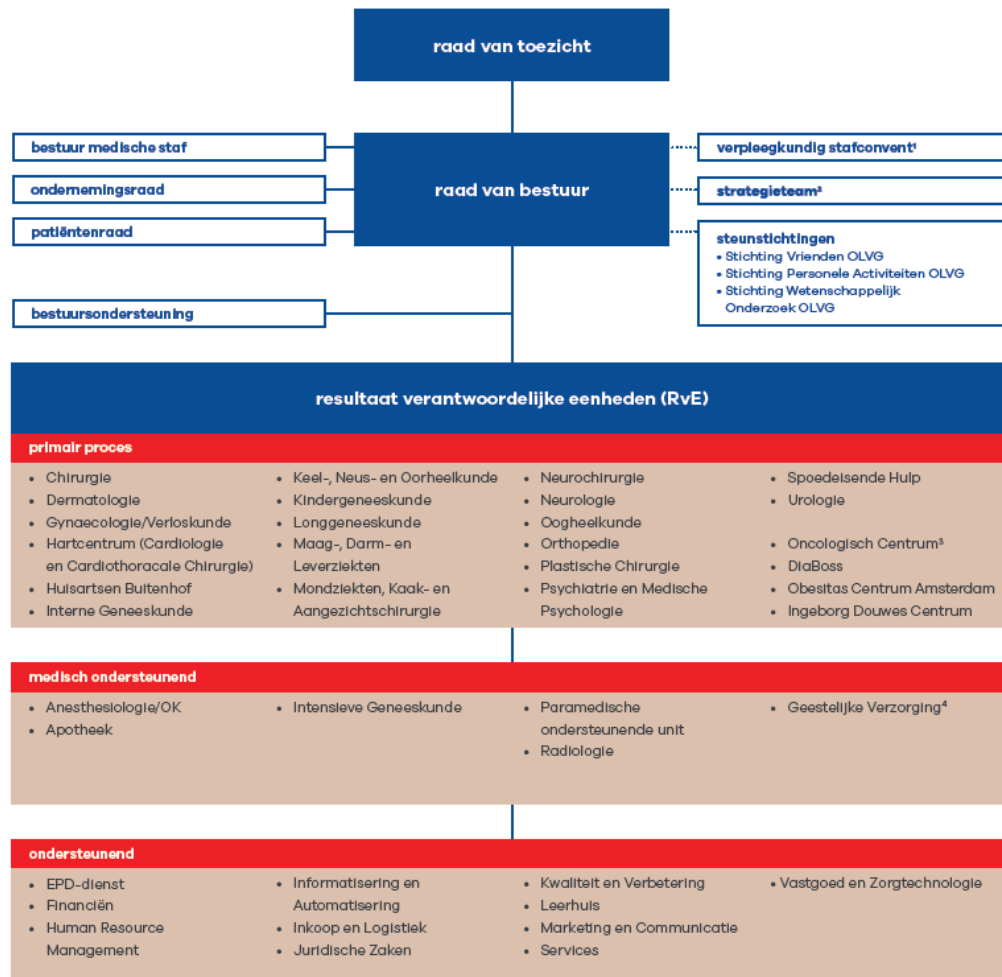 raad van toezicht
bestuur medische staf
ondernemingsraad
patiëntenraad
raad van bestuur
verpleegkundig stafconvent¹
strategieteam²
steunstichtingen
• Stichting Vrienden OLVG
• Stichting Personele Activiteiten OLVG
• Stichting Wetenschappelijk
Onderzoek OLVG
bestuursondersteuning
resultaat verantwoordelijke eenheden (RvE)
primair proces
• Chirurgie
• Dermatologie
• Gynaecologie/Verloskunde
• Hartcentrum (Cardiologie
en Cardiothoracale Chirurgie)
• Huisartsen Buitenhof
• Interne Geneeskunde
• Keel-, Neus- en Oorheelkunde
• Kindergeneeskunde
• Longgeneeskunde
• Maag-, Darm- en
Leverziekten
• Mondziekten, Kaak- en
Aangezichtschirurgie
• Neurochirurgie
• Neurologie
• Oogheelkunde
• Orthopedie
• Plastische Chirurgie
• Psychiatrie en Medische
Psychologie
• Spoedeisende Hulp
• Urologie
• Oncologisch Centrum³
• DiaBoss
• Obesitas Centrum Amsterdam
• Ingeborg Douwes Centrum
medisch ondersteunend
• Anesthesiologie/OK
• Apotheek
• Intensieve Geneeskunde
• Paramedische
ondersteunende unit
• Radiologie
• Geestelijke Verzorging⁴
ondersteunend
• EPD-dienst
• Financiën
• Human Resource
Management
• Informatisering en
Automatisering
• Inkoop en Logistiek
• Juridische Zaken
• Kwaliteit en Verbetering
• Leerhuis
• Marketing en Communicatie
• Services
• Vastgoed en Zorgtechnologie